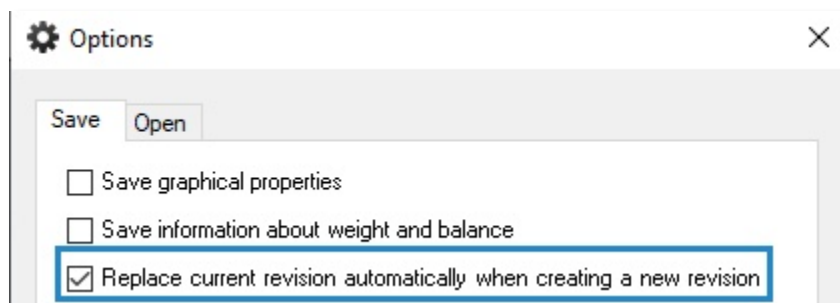 Options
Save Open
Save graphical properties
Save information about weight and balance
Replace current revision automatically when creating a new revision